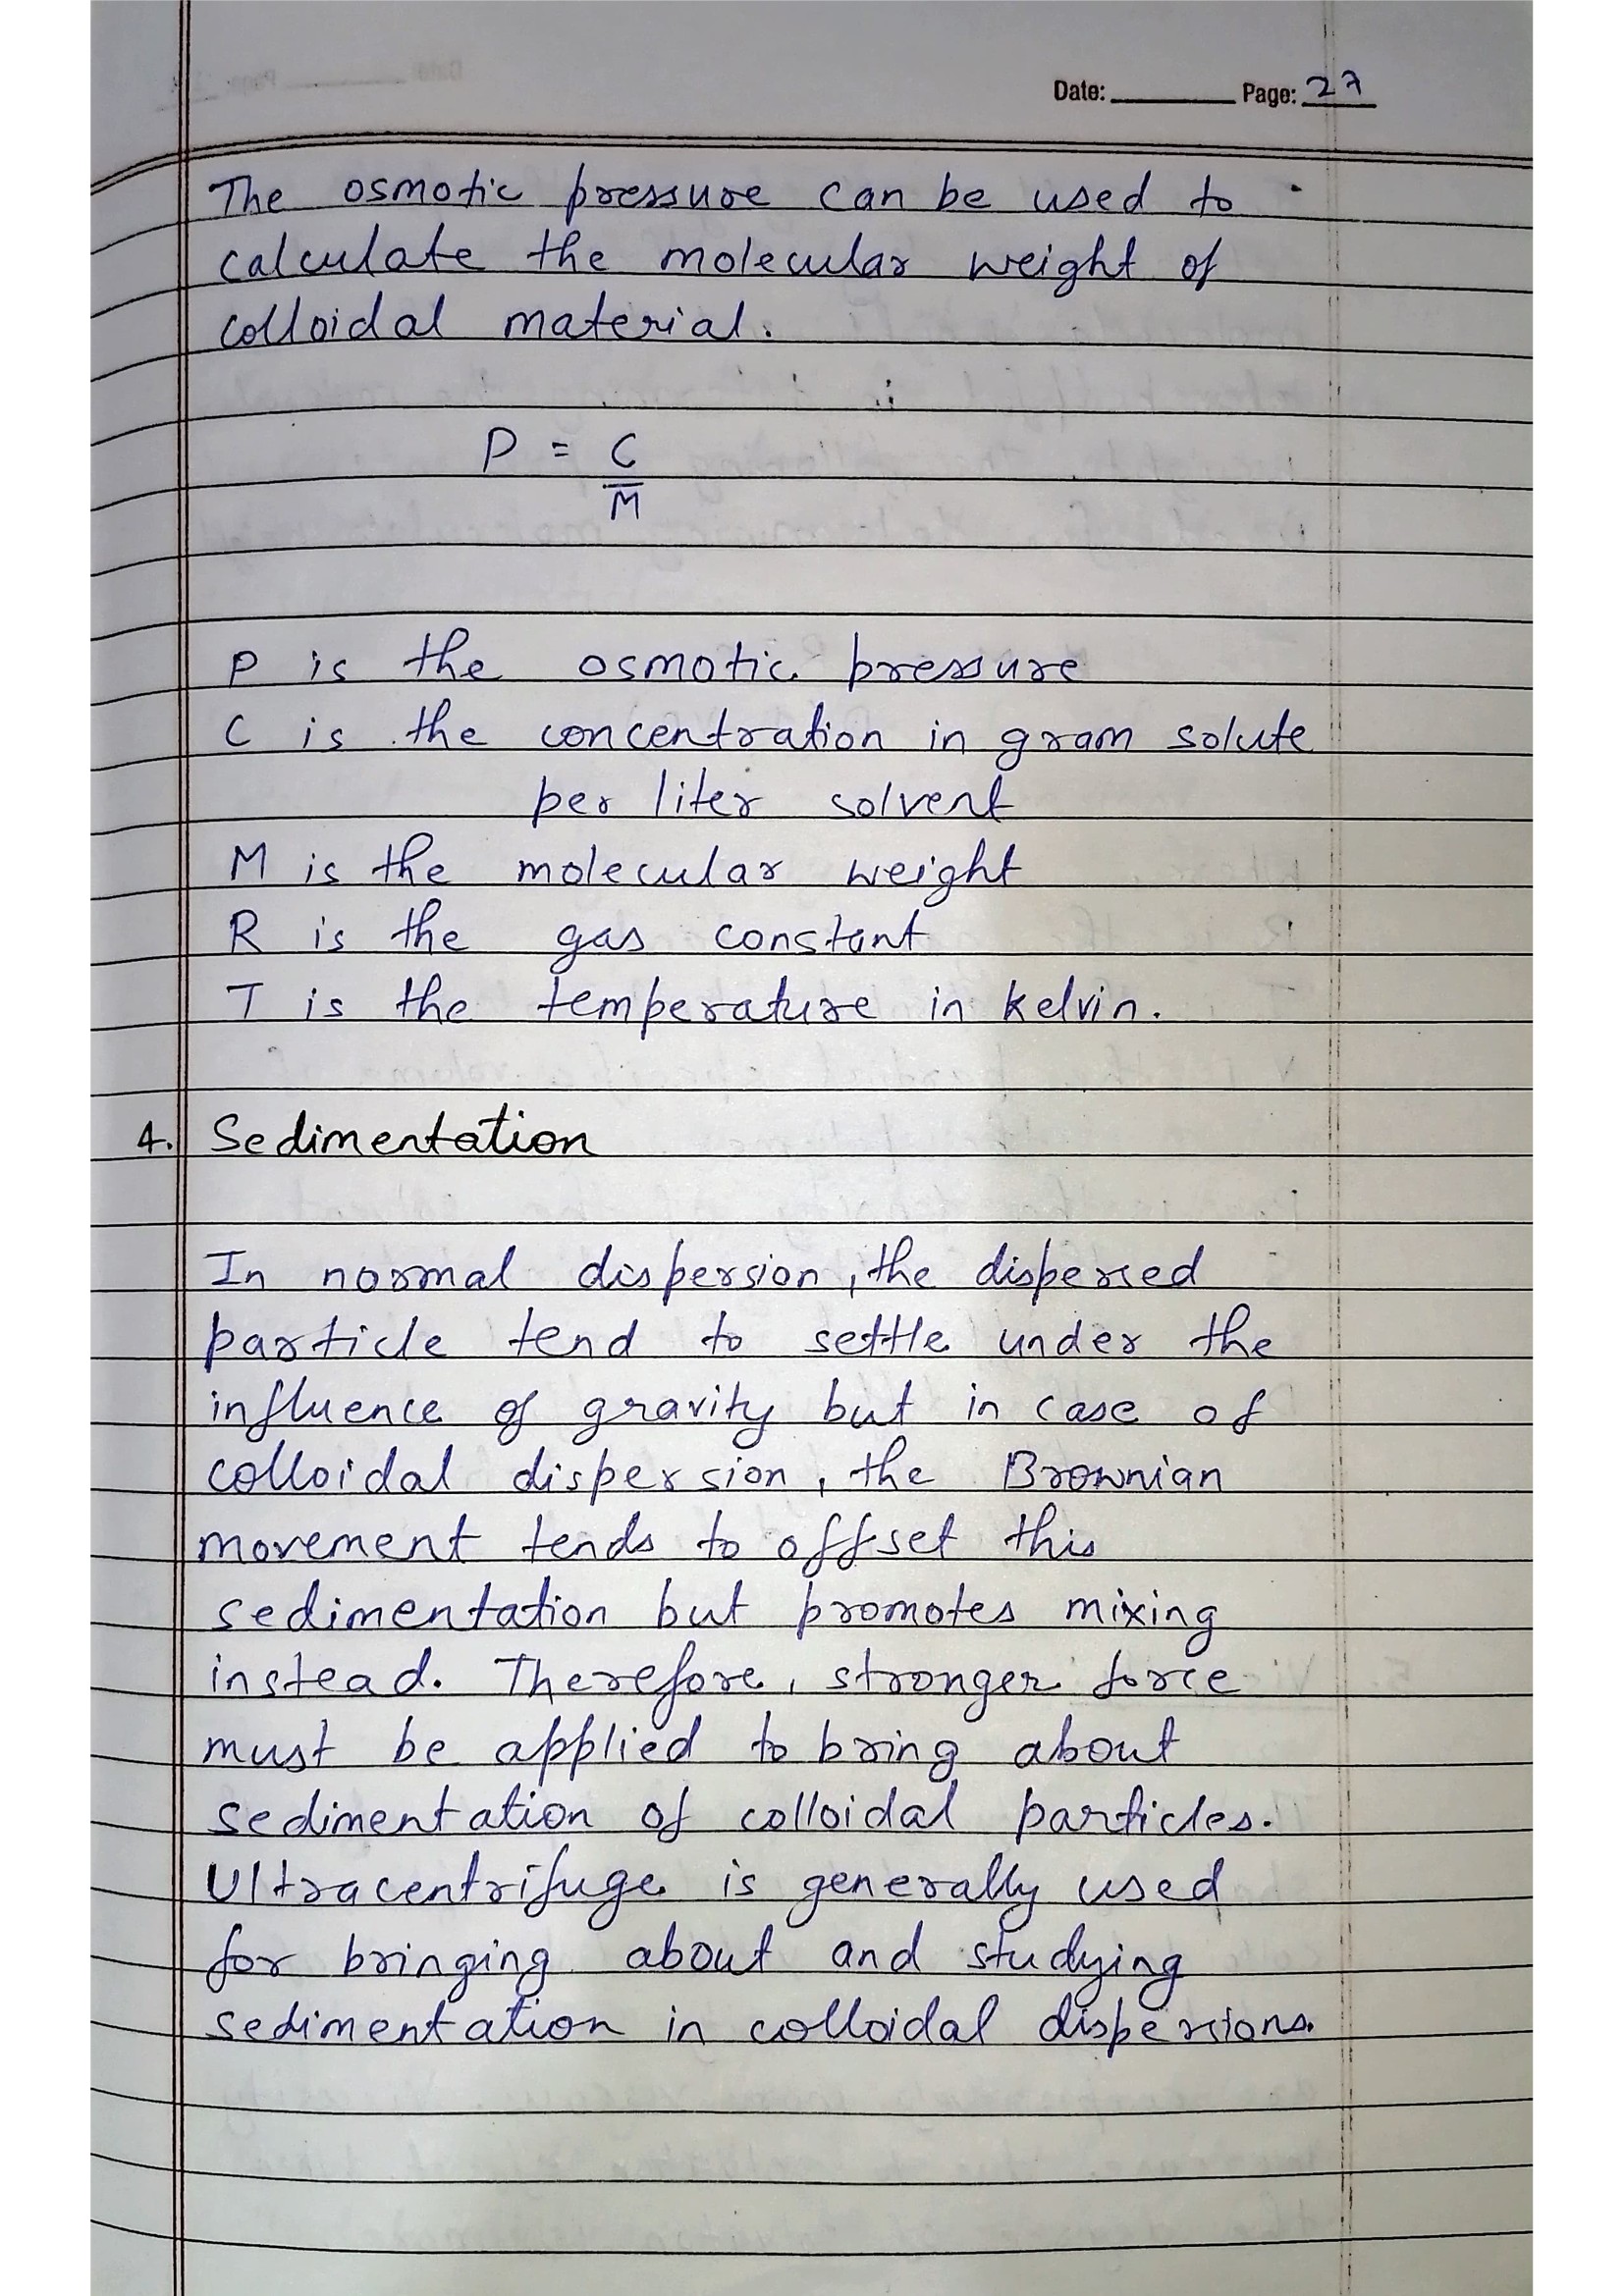 Date: Page: 27
The osmotic pressure can be used to
calculate the molecular weight of
colloidal material.
P = C
M
P is the osmotic pressure
C is the concentration in gram solute
per liter solvent
M is the molecular weight
R is the gas constant
T is the temperature in kelvin.
4. Sedimentation
In normal dispersion, the dispersed
particle tend to settle under the
influence of gravity but in case of
colloidal dispersion, the Brownian
movement tends to offset this
sedimentation but promotes mixing
instead. Therefore, stronger force
must be applied to bring about
sedimentation of colloidal particles.
Ultracentrifuge is generally used
for bringing about and studying
sedimentation in colloidal dispersions.